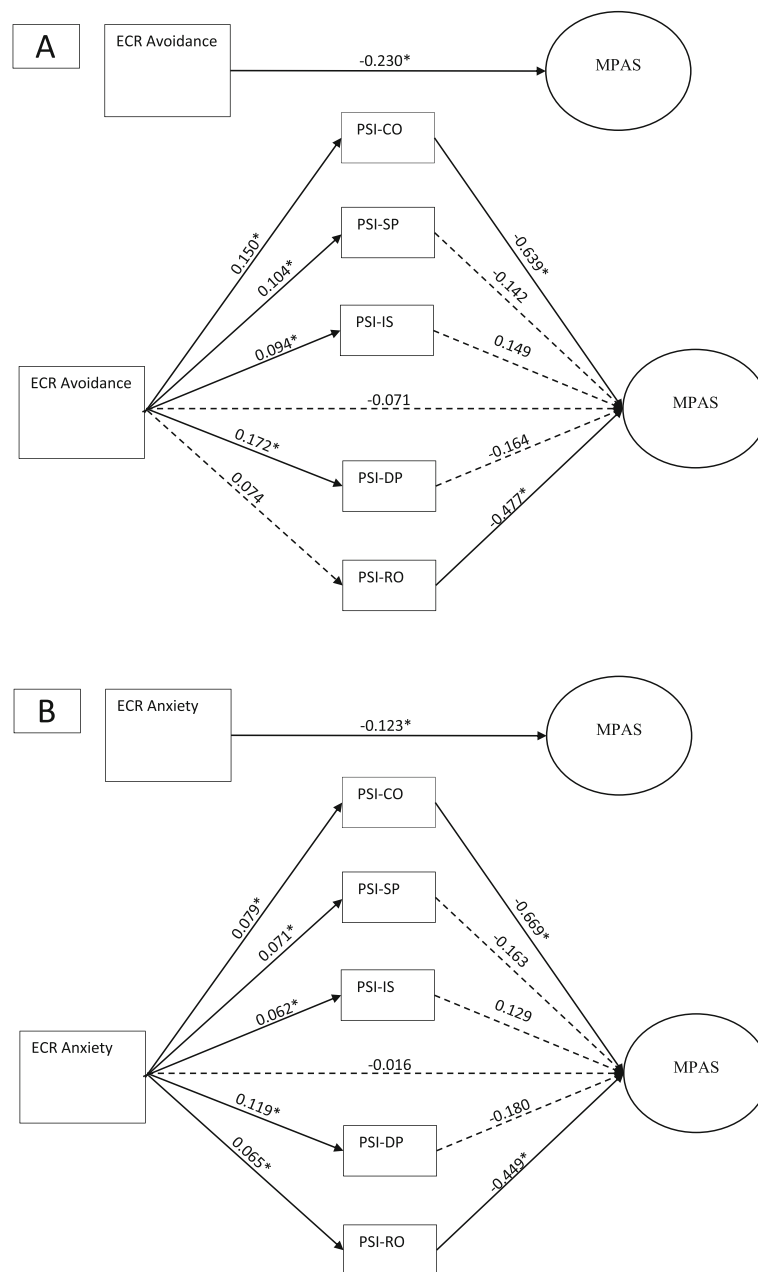 A
ECR Avoidance
-0.230*
MPAS
PSI-CO
PSI-SP
PSI-IS
PSI-DP
PSI-RO
ECR Avoidance
0.150*
0.104*
0.094*
-0.071
0.172*
0.074
-0.639*
-0.142
0.149
-0.164
-0.477*
MPAS
B
ECR Anxiety
-0.123*
MPAS
PSI-CO
PSI-SP
PSI-IS
PSI-DP
PSI-RO
ECR Anxiety
0.079*
0.071*
0.062*
-0.016
0.119*
0.065*
-0.669*
-0.163
0.129
-0.180
-0.449*
MPAS